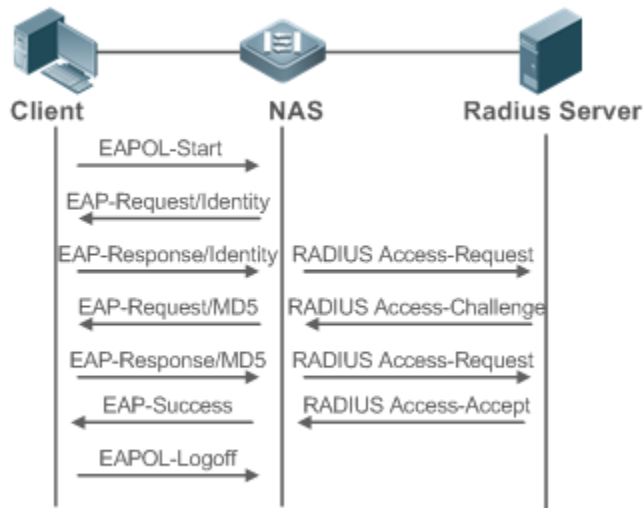 Client NAS Radius Server
EAPOL-Start
EAP-Request/Identity
EAP-Response/Identity RADIUS Access-Request
EAP-Request/MD5 RADIUS Access-Challenge
EAP-Response/MD5 RADIUS Access-Request
EAP-Success RADIUS Access-Accept
EAPOL-Logoff